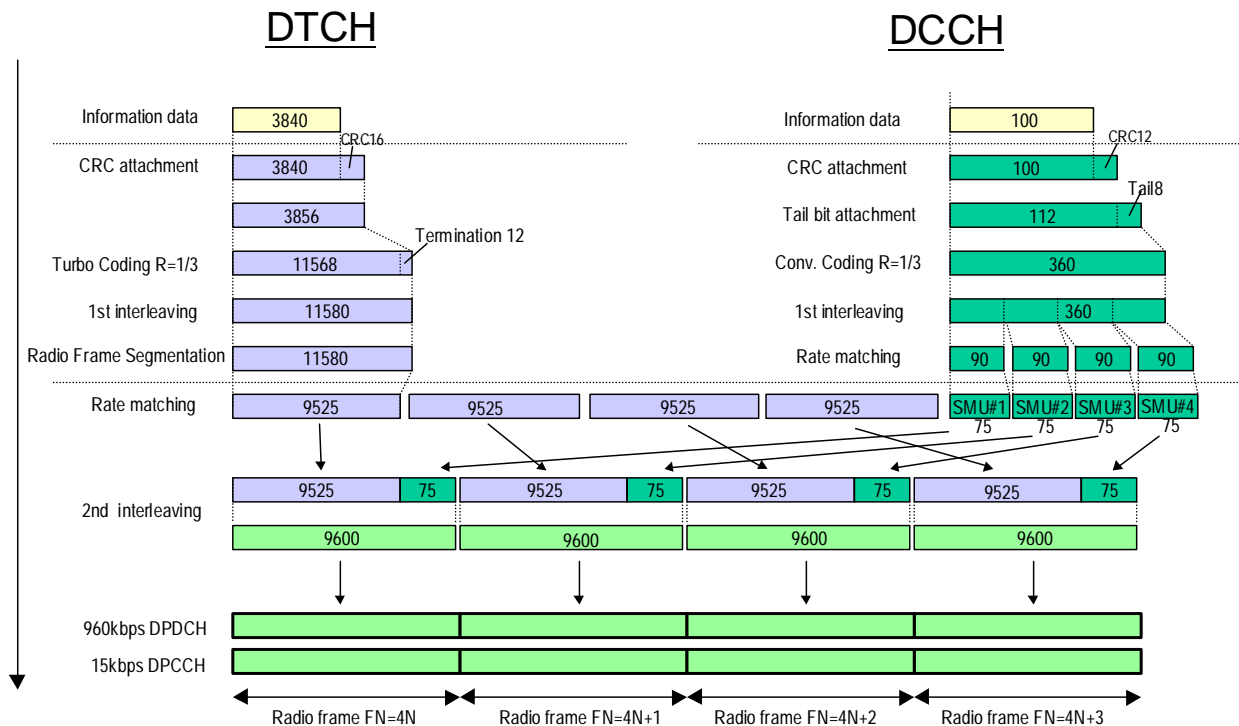 DTCH
DCCH
Information data
3840
CRC16
CRC attachment
3840
3856
Termination 12
Turbo Coding R=1/3
11568
1st interleaving
11580
Radio Frame Segmentation
11580
Information data
100
CRC12
CRC attachment
100
Tail8
Tail bit attachment
112
Conv. Coding R=1/3
360
1st interleaving
360
Rate matching
90 90 90 90
Rate matching
9525 9525 9525 9525
SMU#1 SMU#2 SMU#3 SMU#4
75 75 75 75
2nd interleaving
9525 75 9525 75 9525 75 9525 75
9600 9600 9600 9600
960kbps DPDCH
15kbps DPCCH
Radio frame FN=4N Radio frame FN=4N+1 Radio frame FN=4N+2 Radio frame FN=4N+3